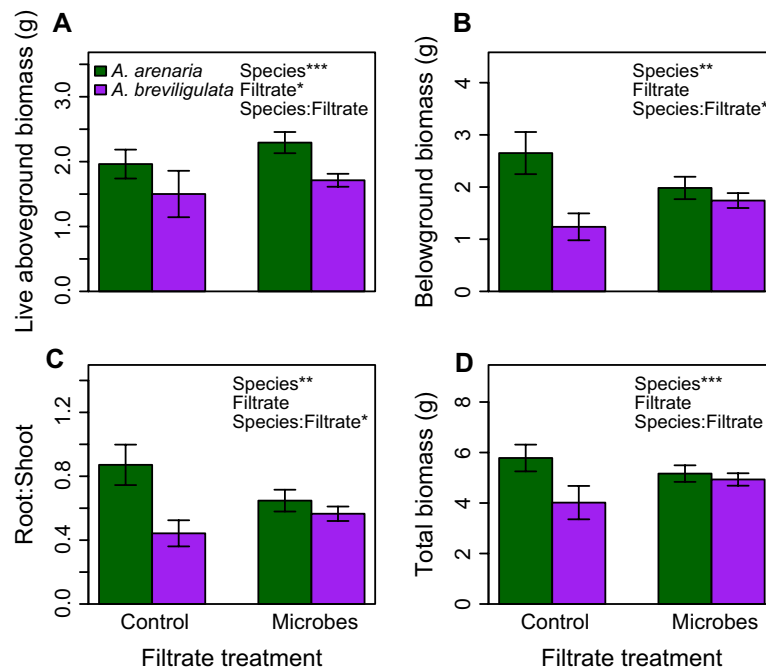 A
Live aboveground biomass (g)
0.0 1.0 2.0 3.0
A. arenaria
A. breviligulata
Species***
Filtrate*
Species:Filtrate
B
Belowground biomass (g)
0 1 2 3 4
Species**
Filtrate
Species:Filtrate*
C
Root:Shoot
0.0 0.4 0.8 1.2
Species**
Filtrate
Species:Filtrate*
Control Microbes
Filtrate treatment
D
Total biomass (g)
0 2 4 6 8
Species***
Filtrate
Species:Filtrate
Control Microbes
Filtrate treatment